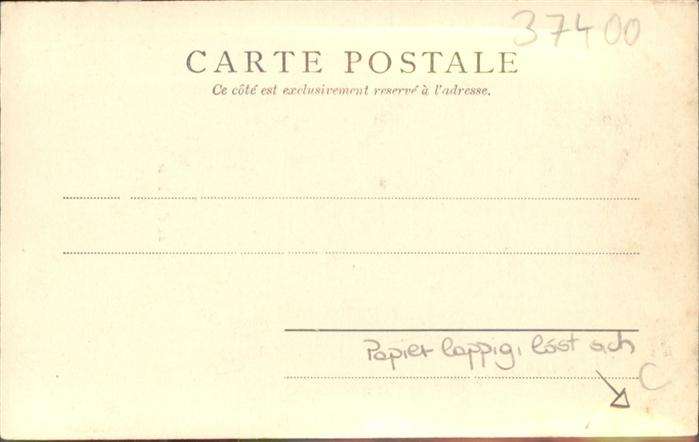 37400
CARTE POSTALE
Ce côté est exclusivement reservé à l'adresse.
Papier lappig, löst sich
C